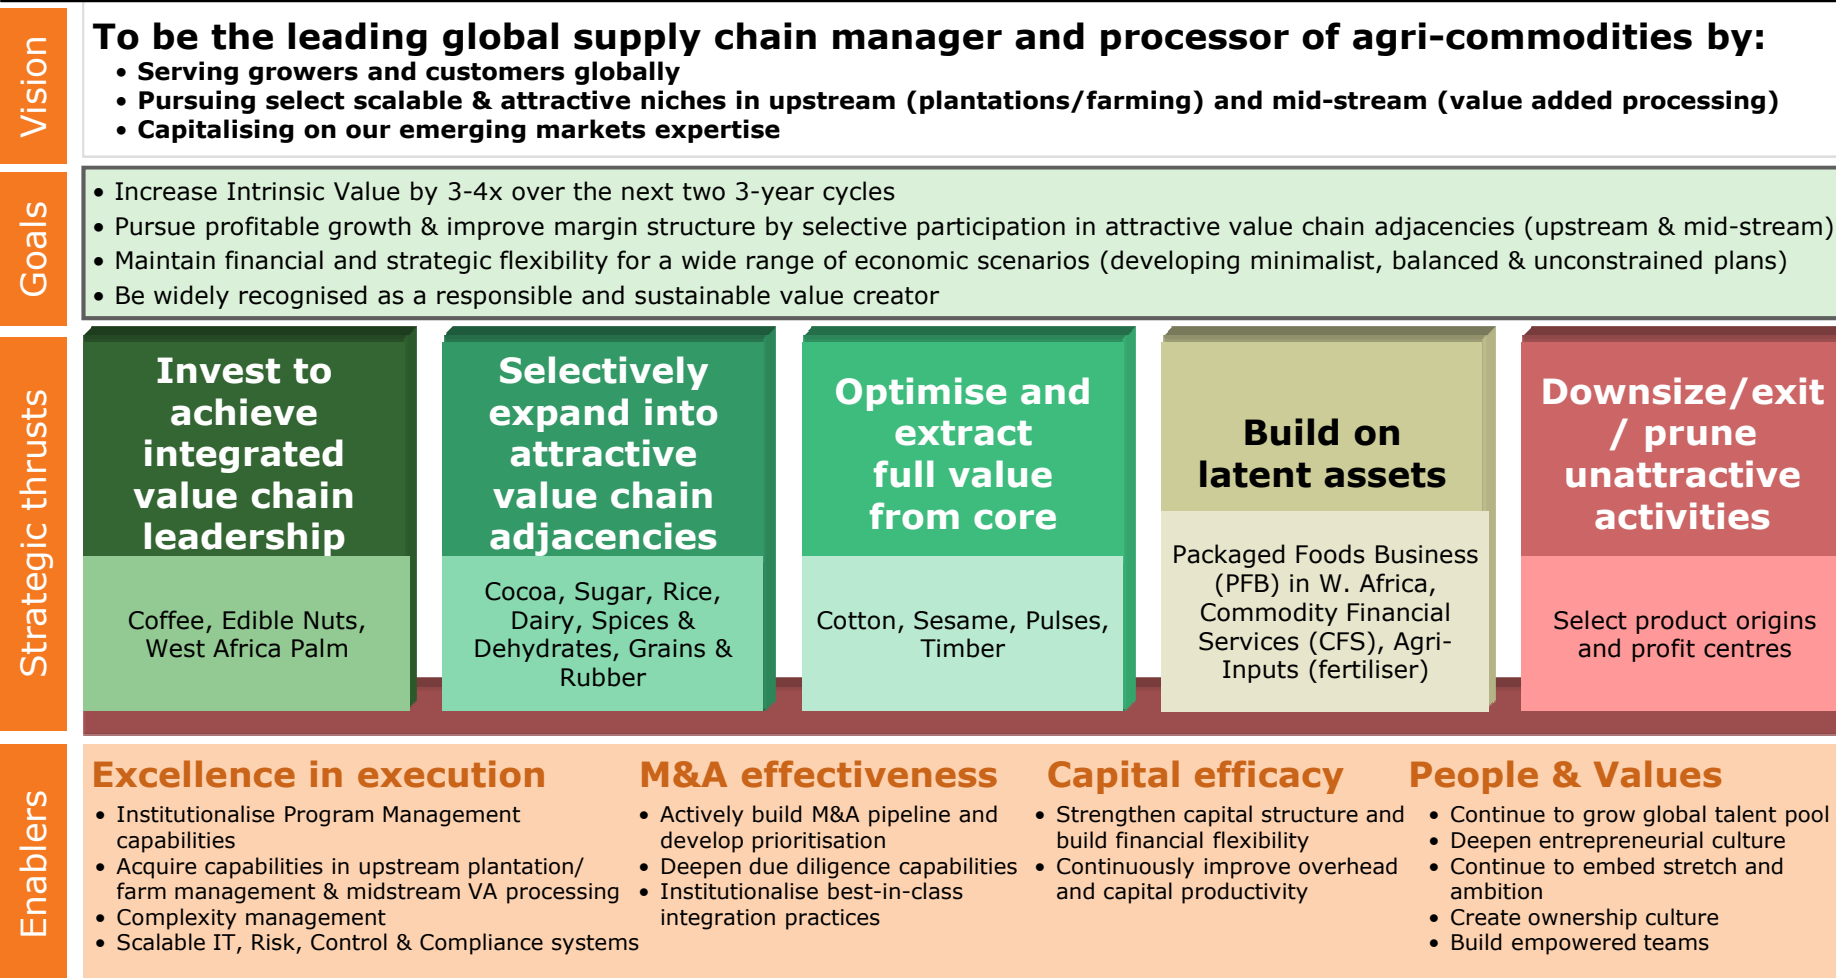 Vision
To be the leading global supply chain manager and processor of agri-commodities by:
• Serving growers and customers globally
• Pursuing select scalable & attractive niches in upstream (plantations/farming) and mid-stream (value added processing)
• Capitalising on our emerging markets expertise
Goals
• Increase Intrinsic Value by 3-4x over the next two 3-year cycles
• Pursue profitable growth & improve margin structure by selective participation in attractive value chain adjacencies (upstream & mid-stream)
• Maintain financial and strategic flexibility for a wide range of economic scenarios (developing minimalist, balanced & unconstrained plans)
• Be widely recognised as a responsible and sustainable value creator
Strategic thrusts
Invest to
achieve
integrated
value chain
leadership
Coffee, Edible Nuts,
West Africa Palm
Selectively
expand into
attractive
value chain
adjacencies
Cocoa, Sugar, Rice,
Dairy, Spices &
Dehydrates, Grains &
Rubber
Optimise and
extract
full value
from core
Cotton, Sesame, Pulses,
Timber
Build on
latent assets
Packaged Foods Business
(PFB) in W. Africa,
Commodity Financial
Services (CFS), Agri-
Inputs (fertiliser)
Downsize/exit
/ prune
unattractive
activities
Select product origins
and profit centres
Enablers
Excellence in execution
• Institutionalise Program Management
capabilities
• Acquire capabilities in upstream plantation/
farm management & midstream VA processing
• Complexity management
• Scalable IT, Risk, Control & Compliance systems
M&A effectiveness
• Actively build M&A pipeline and
develop prioritisation
• Deepen due diligence capabilities
• Institutionalise best-in-class
integration practices
Capital efficacy
• Strengthen capital structure and
build financial flexibility
• Continuously improve overhead
and capital productivity
People & Values
• Continue to grow global talent pool
• Deepen entrepreneurial culture
• Continue to embed stretch and
ambition
• Create ownership culture
• Build empowered teams